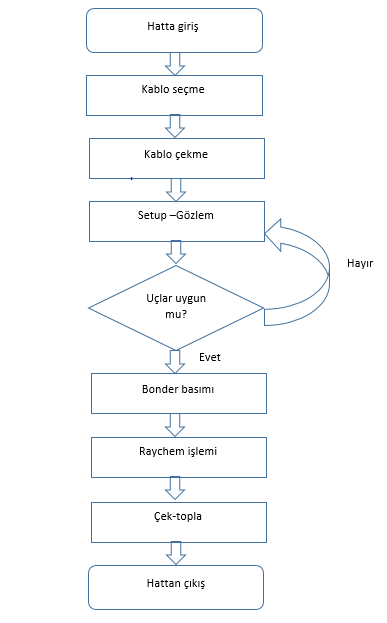 Hatta giriş
Kablo seçme
Kablo çekme
Setup –Gözlem
Hayır
Uçlar uygun
mu?
Evet
Bonder basımı
Raychem işlemi
Çek-topla
Hattan çıkış